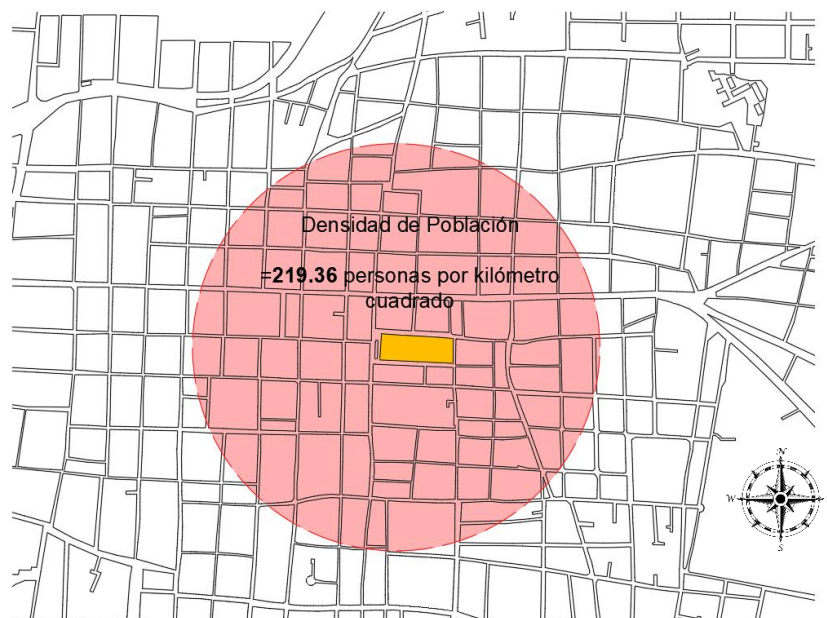 Densidad de Población
=219.36 personas por kilómetro
cuadrado
N
W
S